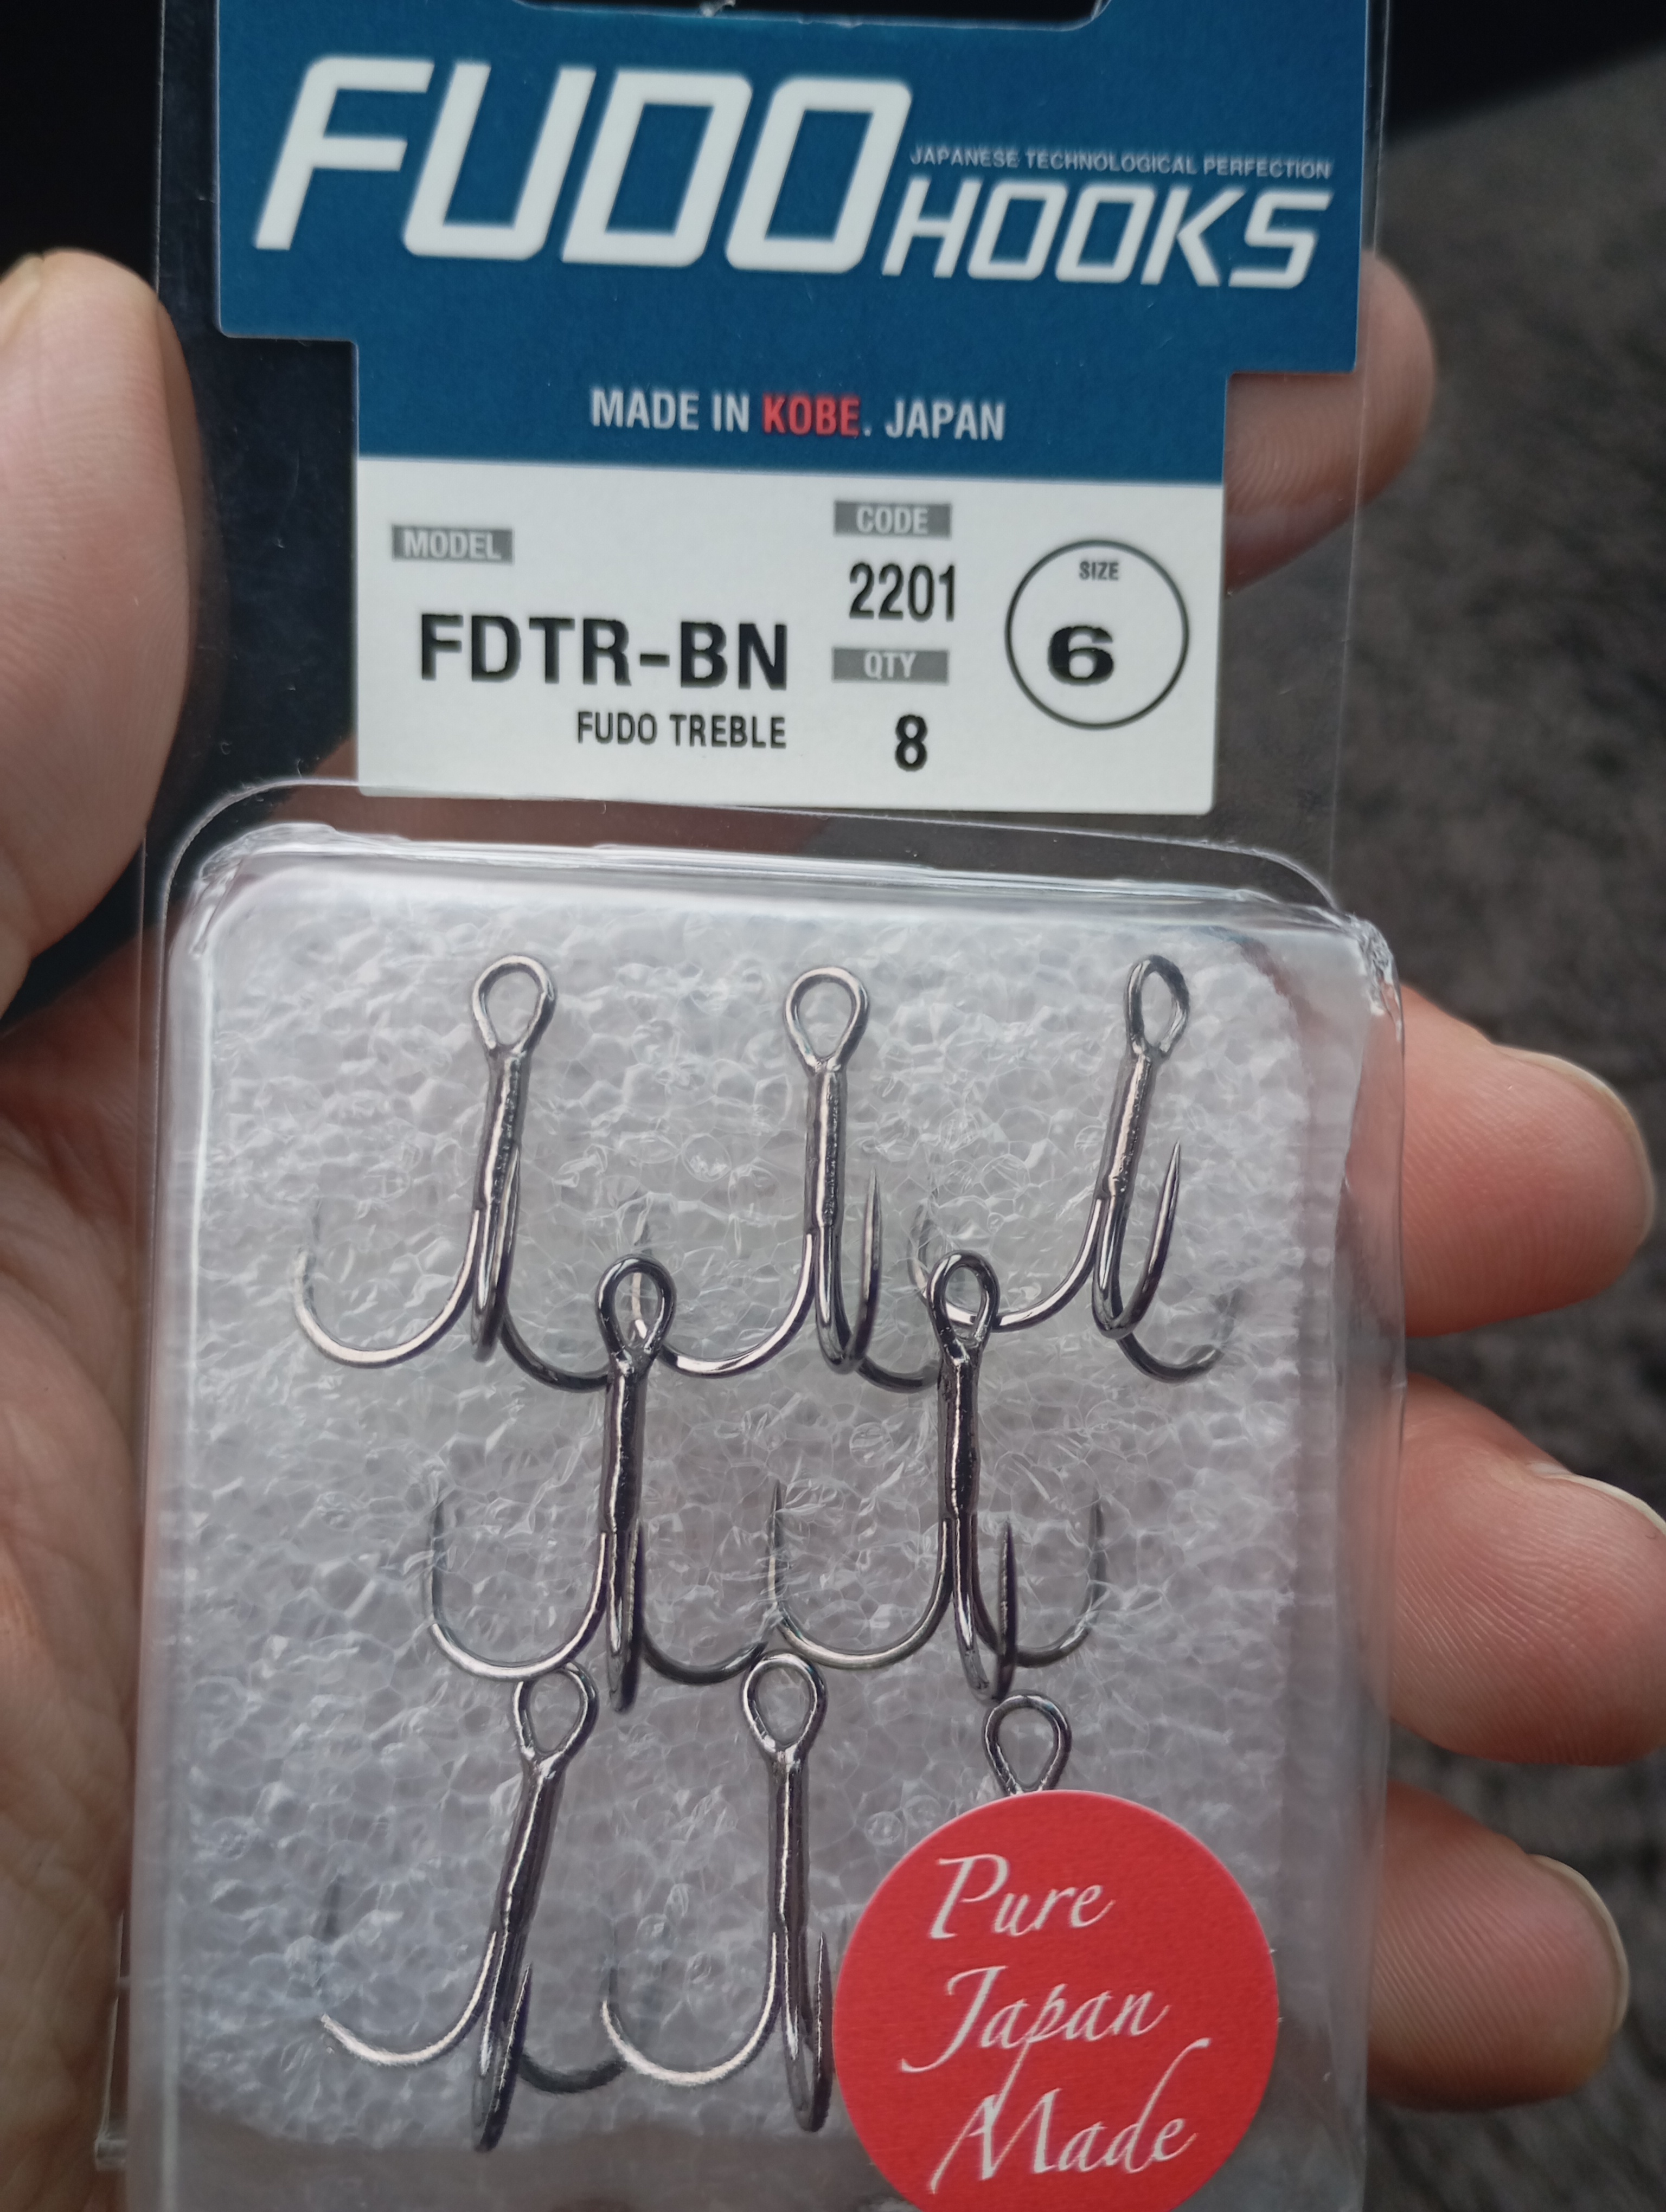 FUDO
JAPANESE TECHNOLOGICAL PERFECTION
HOOKS
MADE IN KOBE. JAPAN
MODEL
FDTR-BN
FUDO TREBLE
CODE
2201
QTY
8
SIZE
6
Pure
Japan
Made